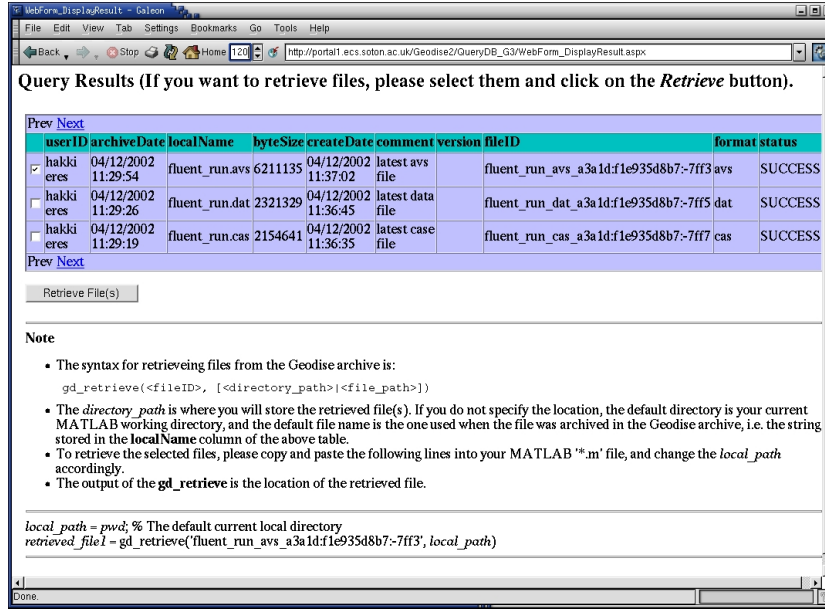 WebForm_DisplayResult - Galeon
File Edit View Tab Settings Bookmarks Go Tools Help
Back Stop Home 120 http://portal1.ecs.soton.ac.uk/Geodise2/QueryDB_G3/WebForm_DisplayResult.aspx
Query Results (If you want to retrieve files, please select them and click on the Retrieve button).
Prev Next
userID archiveDate localName byteSize createDate comment version fileID format status
hakki eres 04/12/2002 11:29:54 fluent_run.avs 6211135 04/12/2002 11:37:02 latest avs file fluent_run_avs_a3a1d:f1e935d8b7:-7ff3 avs SUCCESS
hakki eres 04/12/2002 11:29:26 fluent_run.dat 2321329 04/12/2002 11:36:45 latest data file fluent_run_dat_a3a1d:f1e935d8b7:-7ff5 dat SUCCESS
hakki eres 04/12/2002 11:29:19 fluent_run.cas 2154641 04/12/2002 11:36:35 latest case file fluent_run_cas_a3a1d:f1e935d8b7:-7ff7 cas SUCCESS
Prev Next
Retrieve File(s)
Note
• The syntax for retrieveing files from the Geodise archive is:
gd_retrieve(<fileID>, [<directory_path>|<file_path>])
• The directory_path is where you will store the retrieved file(s). If you do not specify the location, the default directory is your current
MATLAB working directory, and the default file name is the one used when the file was archived in the Geodise archive, i.e. the string
stored in the localName column of the above table.
• To retrieve the selected files, please copy and paste the following lines into your MATLAB '*.m' file, and change the local_path
accordingly.
• The output of the gd_retrieve is the location of the retrieved file.
local_path = pwd; % The default current local directory
retrieved_file1 = gd_retrieve('fluent_run_avs_a3a1d:f1e935d8b7:-7ff3', local_path)
Done.